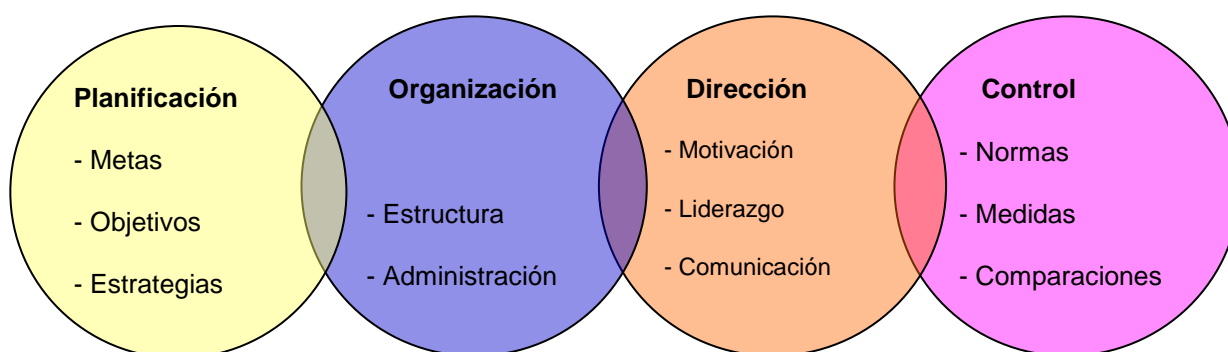 Planificación
- Metas
- Objetivos
- Estrategias
Organización
- Estructura
- Administración
Dirección
- Motivación
- Liderazgo
- Comunicación
Control
- Normas
- Medidas
- Comparaciones